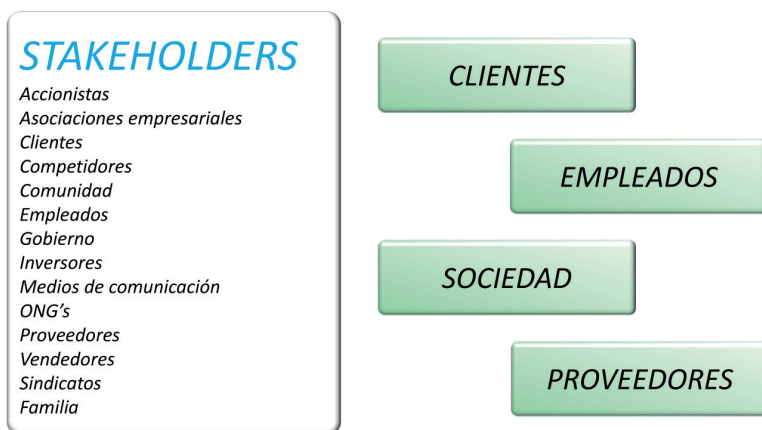 STAKEHOLDERS
Accionistas
Asociaciones empresariales
Clientes
Competidores
Comunidad
Empleados
Gobierno
Inversores
Medios de comunicación
ONG’s
Proveedores
Vendedores
Sindicatos
Familia
CLIENTES
EMPLEADOS
SOCIEDAD
PROVEEDORES